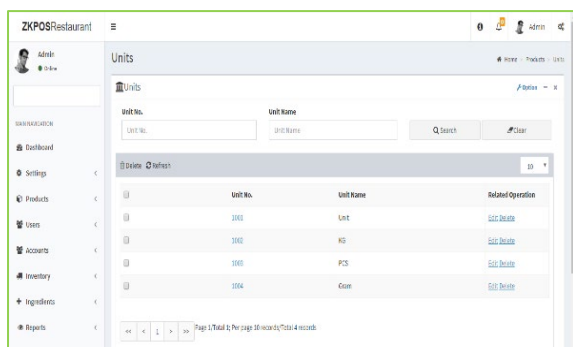 ZKPOSRestaurant
Admin
Admin
Online
Units
Home > Products > Units
Units
Option
Unit No.
Unit Name
Unit No.
Unit Name
Search
Clear
MAIN NAVIGATION
Dashboard
Settings
Products
Users
Accounts
Inventory
Ingredients
Reports
Delete Refresh
10
Unit No. Unit Name Related Operation
1001 Unit Edit Delete
1002 KG Edit Delete
1003 PCS Edit Delete
1004 Gram Edit Delete
<< < 1 > >> Page 1/Total 1; Per page 10 records/Total 4 records